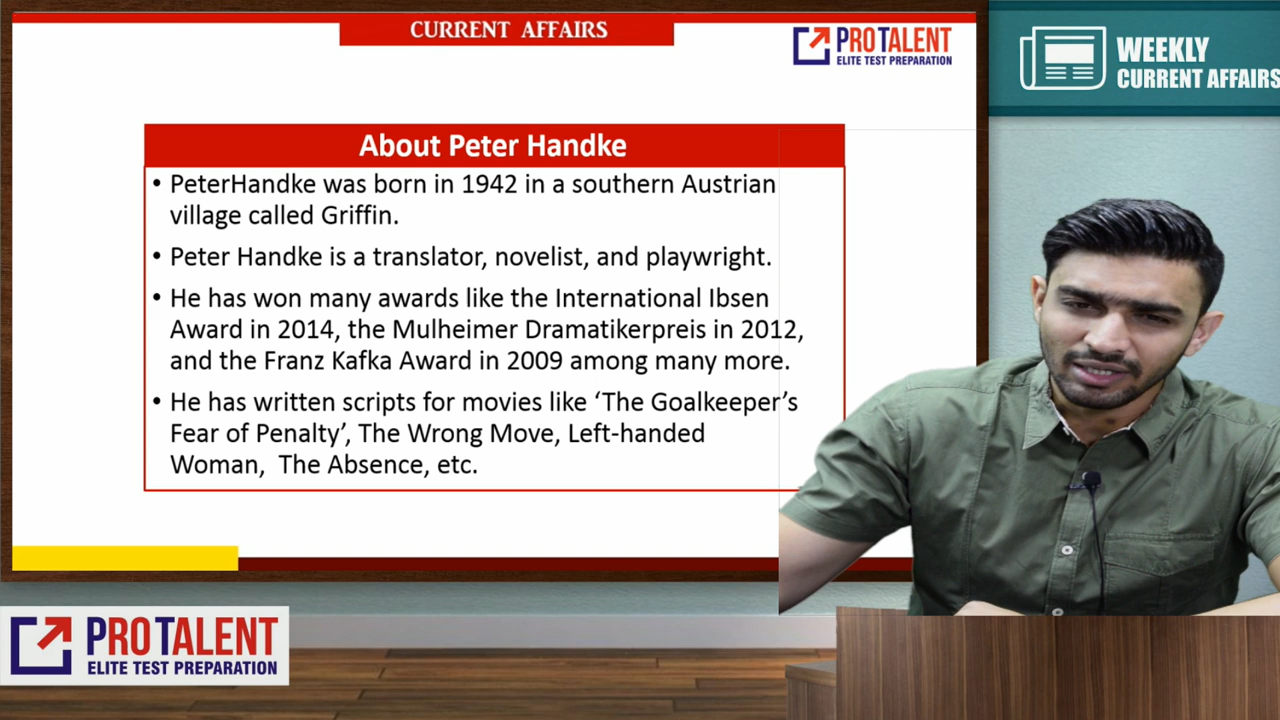 CURRENT AFFAIRS
PROTALENT
ELITE TEST PREPARATION
WEEKLY
CURRENT AFFAIRS
About Peter Handke
• PeterHandke was born in 1942 in a southern Austrian
village called Griffin.
• Peter Handke is a translator, novelist, and playwright.
• He has won many awards like the International Ibsen
Award in 2014, the Mulheimer Dramatikerpreis in 2012,
and the Franz Kafka Award in 2009 among many more.
• He has written scripts for movies like ‘The Goalkeeper’s
Fear of Penalty’, The Wrong Move, Left-handed
Woman, The Absence, etc.
PROTALENT
ELITE TEST PREPARATION